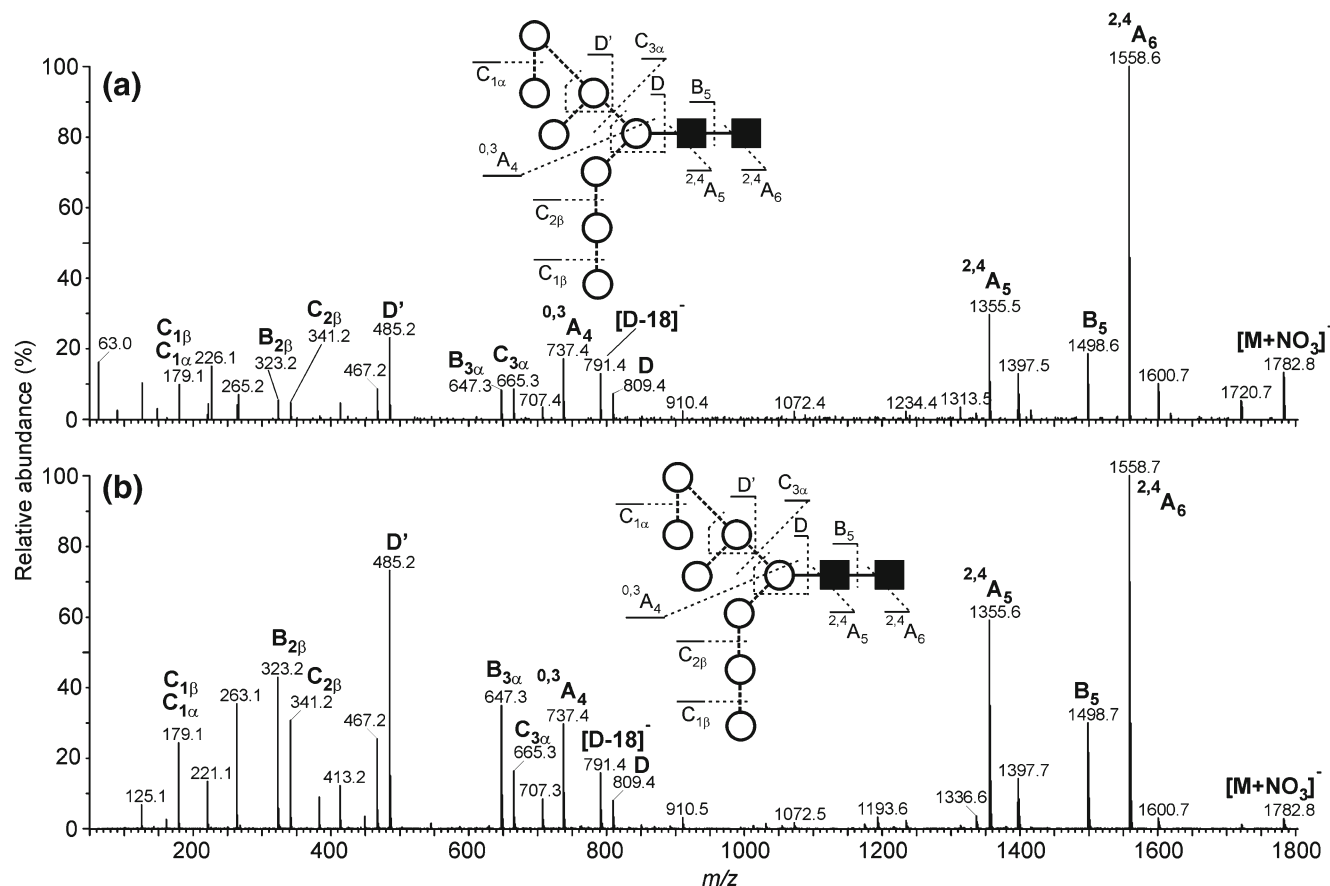 (a)
Relative abundance (%)
100
80
60
40
20
0
63.0
C1β
C1α
179.1
226.1
265.2
B2β
323.2
C2β
341.2
467.2
D'
485.2
B3α
647.3
C3α
665.3
707.4
0,3A4
737.4
[D-18]-
791.4
D
809.4
910.4
1072.4
1234.4
1313.5
2,4A5
1355.5
1397.5
B5
1498.6
2,4A6
1558.6
1600.7
1720.7
[M+NO3]-
1782.8
C1α
D'
C3α
D
B5
0,3A4
2,4A5
2,4A6
C2β
C1β
(b)
100
80
60
40
20
0
125.1
C1β
C1α
179.1
221.1
263.1
B2β
323.2
C2β
341.2
413.2
467.2
D'
485.2
B3α
647.3
C3α
665.3
707.3
0,3A4
737.4
[D-18]-
791.4
D
809.4
910.5
1072.5
1193.6
1336.6
2,4A5
1355.6
1397.7
B5
1498.7
1558.7
2,4A6
1600.7
[M+NO3]-
1782.8
C1α
D'
C3α
D
B5
0,3A4
2,4A5
2,4A6
C2β
C1β
200 400 600 800 1000 1200 1400 1600 1800
m/z